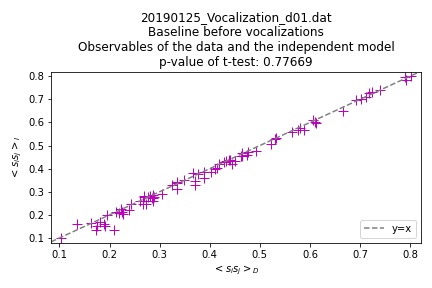 20190125_Vocalization_d01.dat
Baseline before vocalizations
Observables of the data and the independent model
p-value of t-test: 0.77669
0.8
0.7
0.6
0.5
0.4
0.3
0.2
0.1
< s_i s_j >_I
y=x
0.1 0.2 0.3 0.4 0.5 0.6 0.7 0.8
< s_i s_j >_D